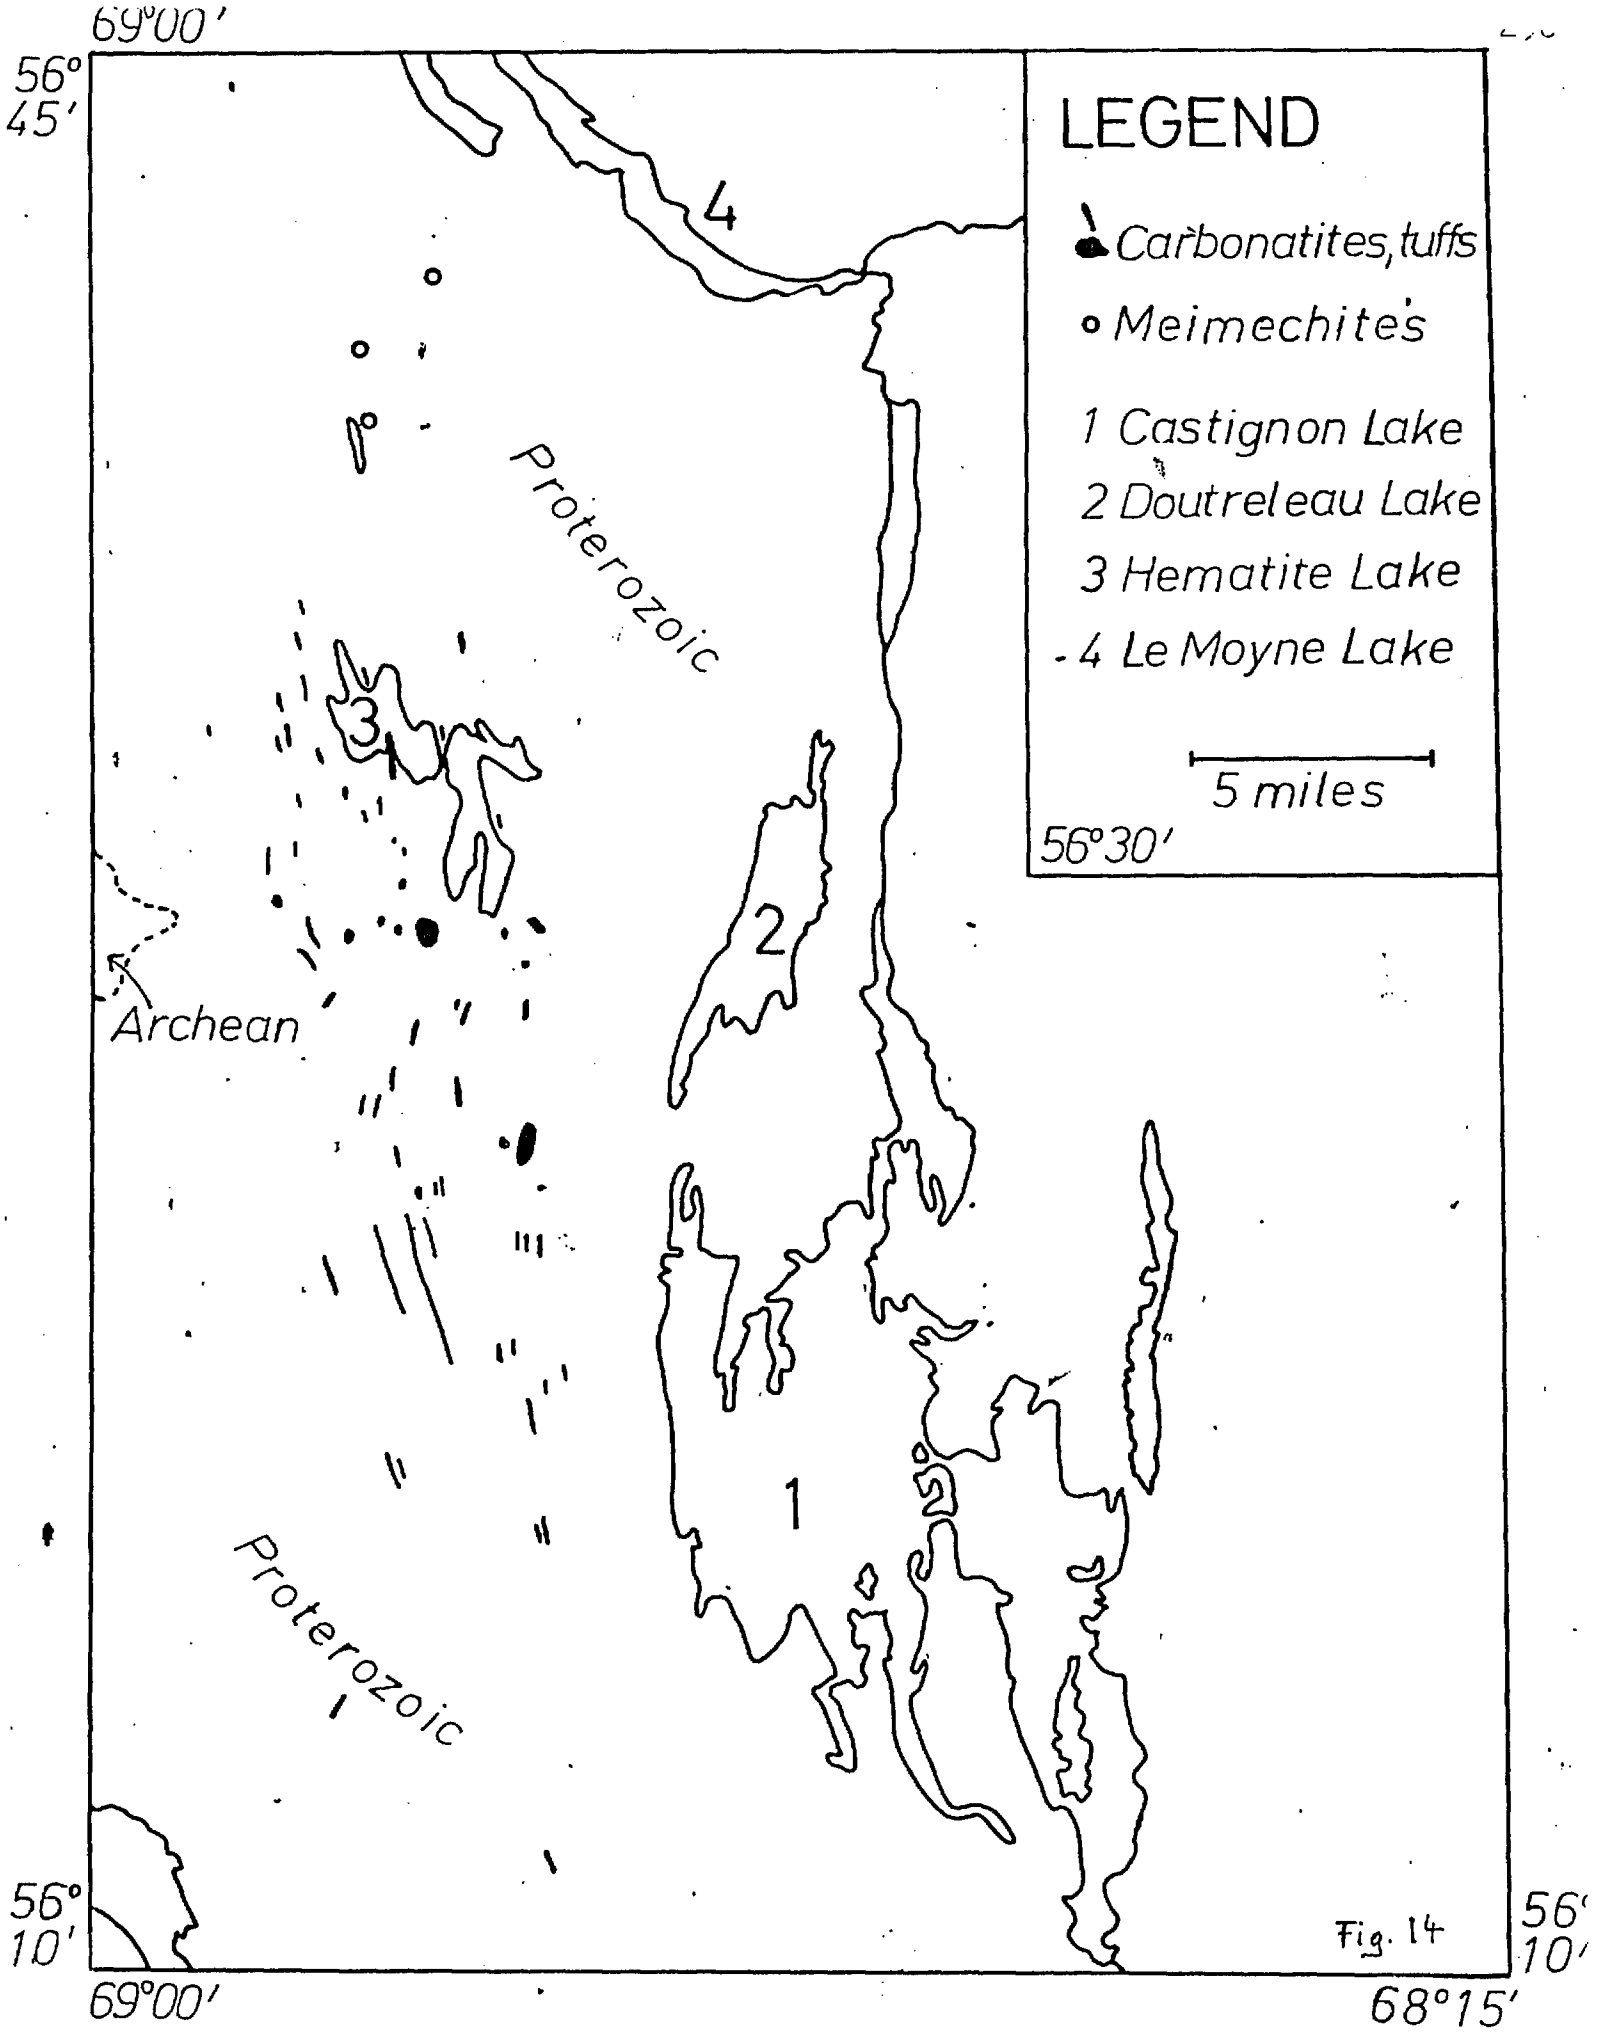 69°00'
56°
45'
LEGEND
4
Carbonatites, tuffs
Meimechites
1 Castignon Lake
2 Doutreleau Lake
3 Hematite Lake
4 Le Moyne Lake
5 miles
56°30'
Proterozoic
3
2
Archean
1
Proterozoic
56°
10'
Fig. 14
56°
10'
69°00'
68°15'